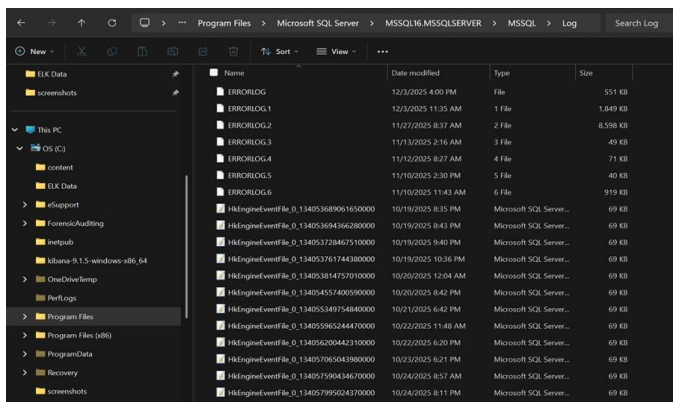 Program Files > Microsoft SQL Server > MSSQL16.MSSQLSERVER > MSSQL > Log Search Log
New Sort View
ELK Data
screenshots
This PC
OS (C:)
content
ELK Data
eSupport
ForensicAuditing
inetpub
kibana-9.1.5-windows-x86_64
OneDriveTemp
PerfLogs
Program Files
Program Files (x86)
ProgramData
Recovery
screenshots
Name Date modified Type Size
ERRORLOG 12/3/2025 4:00 PM File 551 KB
ERRORLOG.1 12/3/2025 11:35 AM 1 File 1,849 KB
ERRORLOG.2 11/27/2025 8:37 AM 2 File 8,598 KB
ERRORLOG.3 11/13/2025 2:16 AM 3 File 49 KB
ERRORLOG.4 11/12/2025 8:27 AM 4 File 71 KB
ERRORLOG.5 11/10/2025 2:30 PM 5 File 40 KB
ERRORLOG.6 11/10/2025 11:43 AM 6 File 919 KB
HkEngineEventFile_0_134053689061650000 10/19/2025 8:35 PM Microsoft SQL Server... 69 KB
HkEngineEventFile_0_134053694366280000 10/19/2025 8:43 PM Microsoft SQL Server... 69 KB
HkEngineEventFile_0_134053728467510000 10/19/2025 9:40 PM Microsoft SQL Server... 69 KB
HkEngineEventFile_0_134053761744380000 10/19/2025 10:36 PM Microsoft SQL Server... 69 KB
HkEngineEventFile_0_134053814757010000 10/20/2025 12:04 AM Microsoft SQL Server... 69 KB
HkEngineEventFile_0_134054557400590000 10/20/2025 8:42 PM Microsoft SQL Server... 69 KB
HkEngineEventFile_0_134055349754840000 10/21/2025 6:42 PM Microsoft SQL Server... 69 KB
HkEngineEventFile_0_134055965244470000 10/22/2025 11:48 AM Microsoft SQL Server... 69 KB
HkEngineEventFile_0_134056200442310000 10/22/2025 6:20 PM Microsoft SQL Server... 69 KB
HkEngineEventFile_0_134057065043980000 10/23/2025 6:21 PM Microsoft SQL Server... 69 KB
HkEngineEventFile_0_134057590434670000 10/24/2025 8:57 AM Microsoft SQL Server... 69 KB
HkEngineEventFile_0_134057995024370000 10/24/2025 8:11 PM Microsoft SQL Server... 69 KB